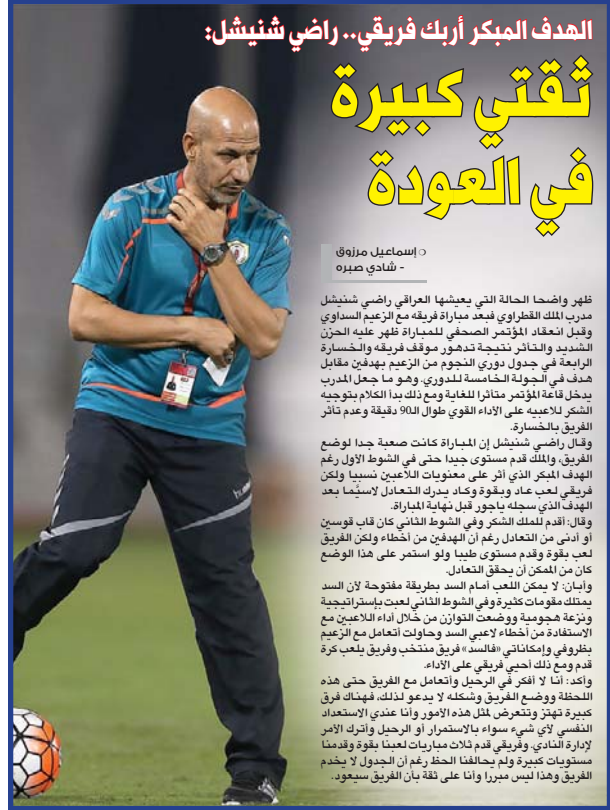 الهدف المبكر أربك فريقي.. راضي شنيشل:
ثقتي كبيرة
في العودة
○ إسماعيل مرزوق
- شادي صبره
ظهر واضحا الحالة التي يعيشها العراقي راضي شنيشل
مدرب الملك القطراوي فبعد مباراة فريقه مع الزعيم السداوي
وقبل انعقاد المؤتمر الصحفي للمباراة ظهر عليه الحزن
الشديد والتأثر نتيجة تدهور موقف فريقه والخسارة
الرابعة في جدول دوري النجوم من الزعيم بهدفين مقابل
هدف في الجولة الخامسة للدوري. وهو ما جعل المدرب
يدخل قاعة المؤتمر متأثرا للغاية ومع ذلك بدأ الكلام بتوجيه
الشكر للاعبيه على الأداء القوي طوال الـ90 دقيقة وعدم تأثر
الفريق بالخسارة.
وقال راضي شنيشل إن المباراة كانت صعبة جدا لوضع
الفريق، والملك قدم مستوى جيدا حتى في الشوط الأول رغم
الهدف المبكر الذي أثر على معنويات اللاعبين نسبيا ولكن
فريقي لعب عاد وبقوة وكاد يدرك التعادل لاسيّما بعد
الهدف الذي سجله ياجور قبل نهاية المباراة.
وقال: أقدم للملك الشكر وفي الشوط الثاني كان قاب قوسين
أو أدنى من التعادل رغم أن الهدفين من أخطاء ولكن الفريق
لعب بقوة وقدم مستوى طيبا ولو استمر على هذا الوضع
كان من الممكن أن يحقق التعادل.
وأبان: لا يمكن اللعب أمام السد بطريقة مفتوحة لأن السد
يمتلك مقومات كثيرة وفي الشوط الثاني لعبت بإستراتيجية
ونزعة هجومية ووضعت التوازن من خلال أداء اللاعبين مع
الاستفادة من أخطاء لاعبي السد وحاولت أتعامل مع الزعيم
بظروفي وإمكاناتي «فالسد» فريق منتخب وفريق يلعب كرة
قدم ومع ذلك أحيي فريقي على الأداء.
وأكد: أنا لا أفكر في الرحيل وأتعامل مع الفريق حتى هذه
اللحظة ووضع الفريق وشكله لا يدعو لذلك، فهناك فرق
كبيرة تهتز وتتعرض لمثل هذه الأمور وأنا عندي الاستعداد
النفسي لأي شيء سواء بالاستمرار أو الرحيل وأترك الأمر
لإدارة النادي. وفريقي قدم ثلاث مباريات لعبنا بقوة وقدمنا
مستويات كبيرة ولم يحالفنا الحظ رغم أن الجدول لا يخدم
الفريق وهذا ليس مبررا وأنا على ثقة بأن الفريق سيعود.